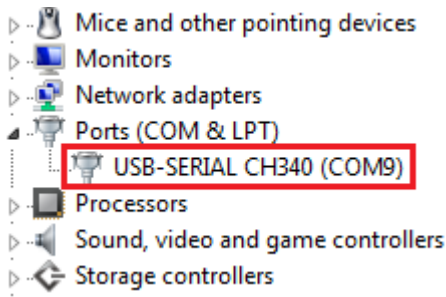 Mice and other pointing devices
Monitors
Network adapters
Ports (COM & LPT)
USB-SERIAL CH340 (COM9)
Processors
Sound, video and game controllers
Storage controllers